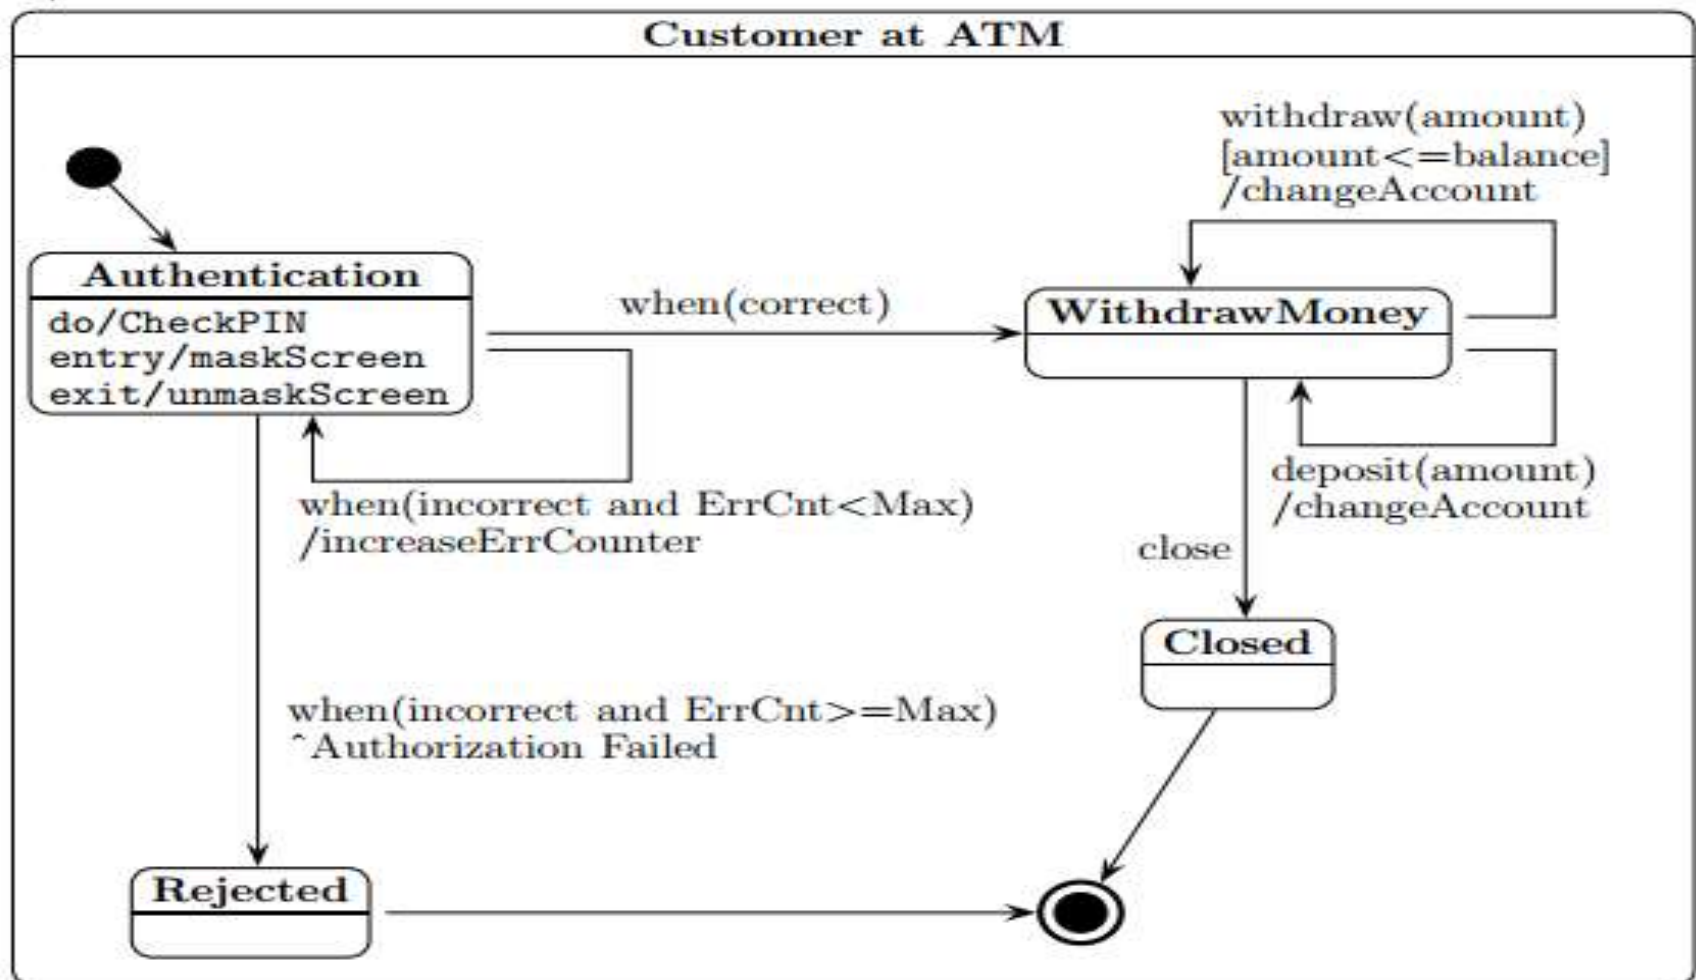 Customer at ATM
withdraw(amount)
[amount<=balance]
/changeAccount
Authentication
do/CheckPIN
entry/maskScreen
exit/unmaskScreen
when(correct)
WithdrawMoney
when(incorrect and ErrCnt<Max)
/increaseErrCounter
deposit(amount)
/changeAccount
close
Closed
when(incorrect and ErrCnt>=Max)
^Authorization Failed
Rejected